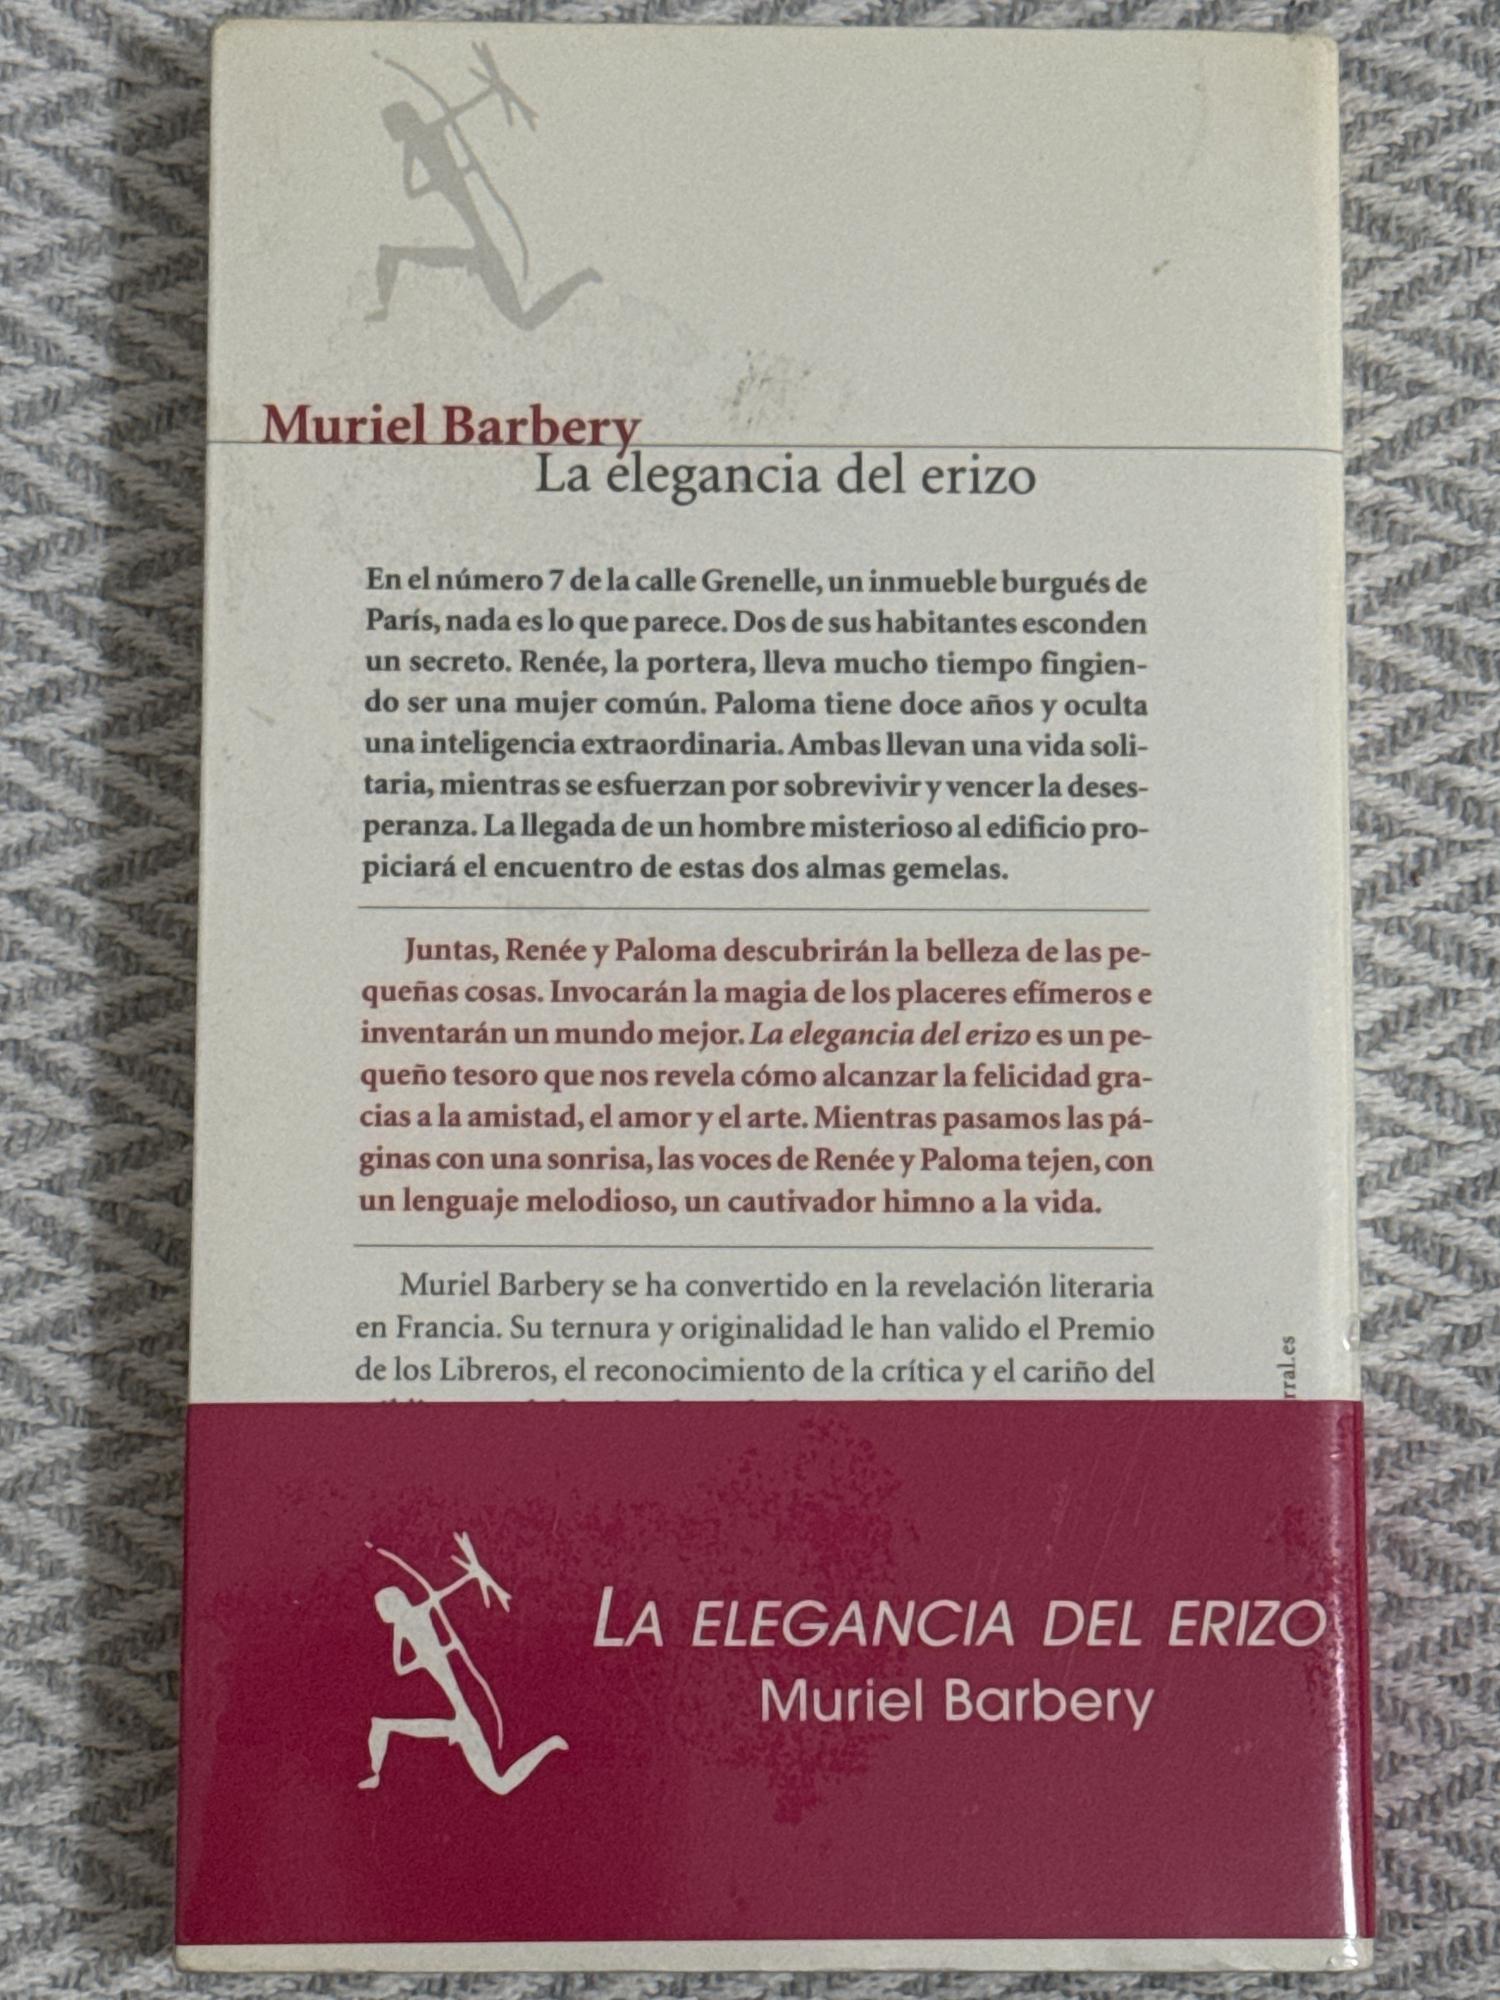 Muriel Barbery
La elegancia del erizo
En el número 7 de la calle Grenelle, un inmueble burgués de
París, nada es lo que parece. Dos de sus habitantes esconden
un secreto. Renée, la portera, lleva mucho tiempo fingien-
do ser una mujer común. Paloma tiene doce años y oculta
una inteligencia extraordinaria. Ambas llevan una vida soli-
taria, mientras se esfuerzan por sobrevivir y vencer la deses-
peranza. La llegada de un hombre misterioso al edificio pro-
piciará el encuentro de estas dos almas gemelas.
Juntas, Renée y Paloma descubrirán la belleza de las pe-
queñas cosas. Invocarán la magia de los placeres efímeros e
inventarán un mundo mejor. La elegancia del erizo es un pe-
queño tesoro que nos revela cómo alcanzar la felicidad gra-
cias a la amistad, el amor y el arte. Mientras pasamos las pá-
ginas con una sonrisa, las voces de Renée y Paloma tejen, con
un lenguaje melodioso, un cautivador himno a la vida.
Muriel Barbery se ha convertido en la revelación literaria
en Francia. Su ternura y originalidad le han valido el Premio
de los Libreros, el reconocimiento de la crítica y el cariño del
rral.es
LA ELEGANCIA DEL ERIZO
Muriel Barbery